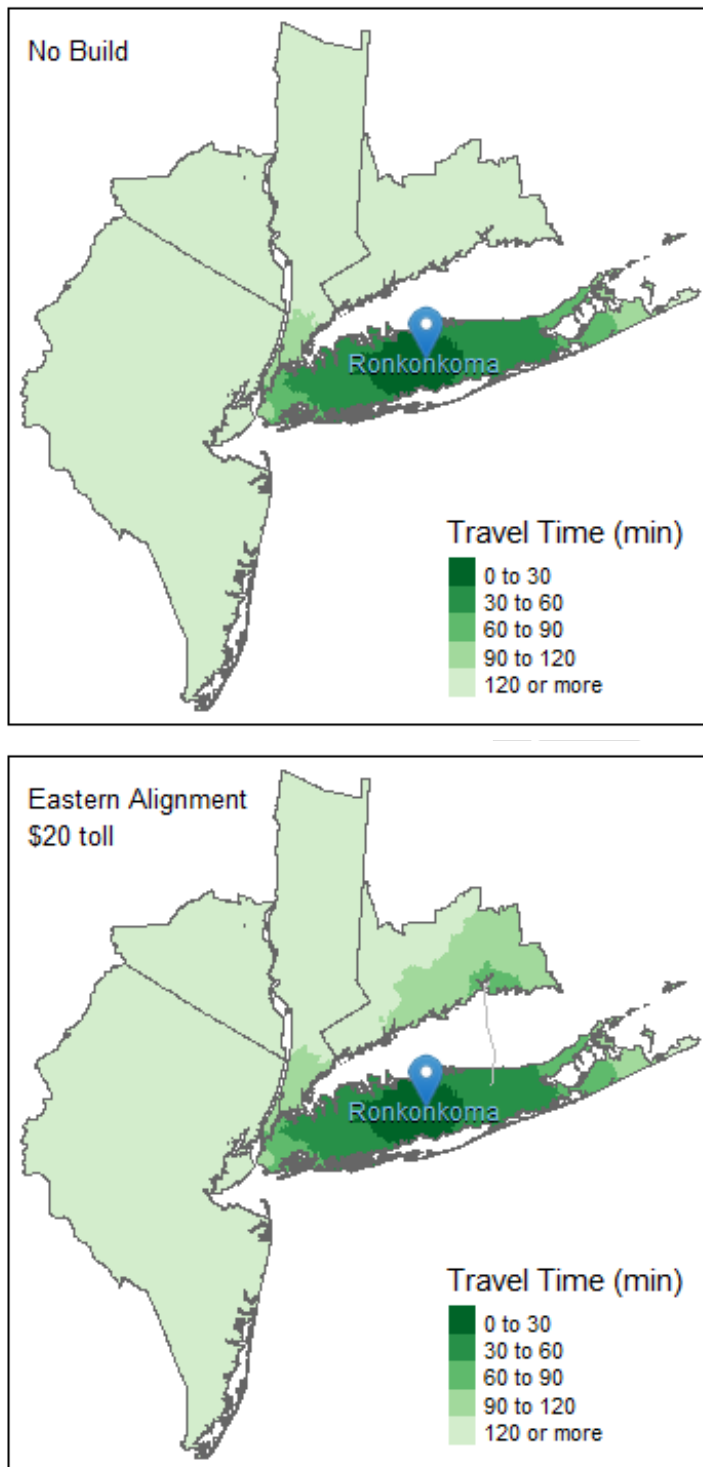 No Build
Ronkonkoma
Travel Time (min)
0 to 30
30 to 60
60 to 90
90 to 120
120 or more
Eastern Alignment
$20 toll
Ronkonkoma
Travel Time (min)
0 to 30
30 to 60
60 to 90
90 to 120
120 or more